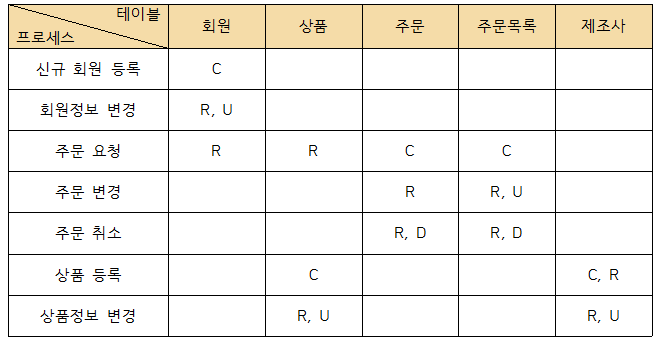 테이블
프로세스 회원 상품 주문 주문목록 제조사
신규 회원 등록 C
회원정보 변경 R, U
주문 요청 R R C C
주문 변경 R R, U
주문 취소 R, D R, D
상품 등록 C C, R
상품정보 변경 R, U R, U